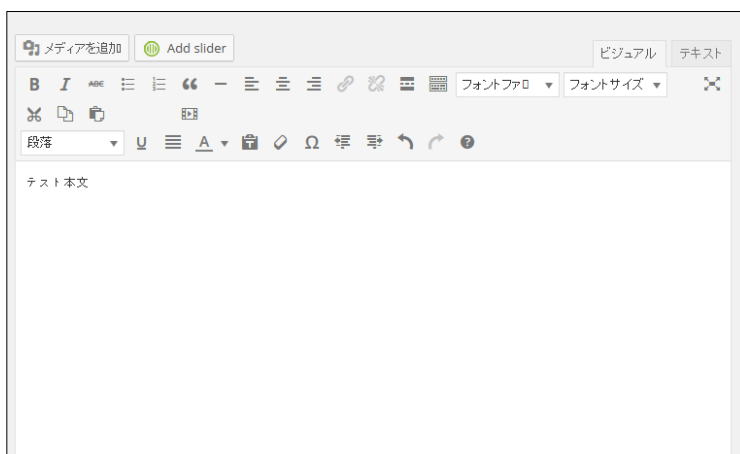 メディアを追加 Add slider
ビジュアル テキスト
B I ABC フォントファロ フォントサイズ
段落 U A Ω
テスト本文